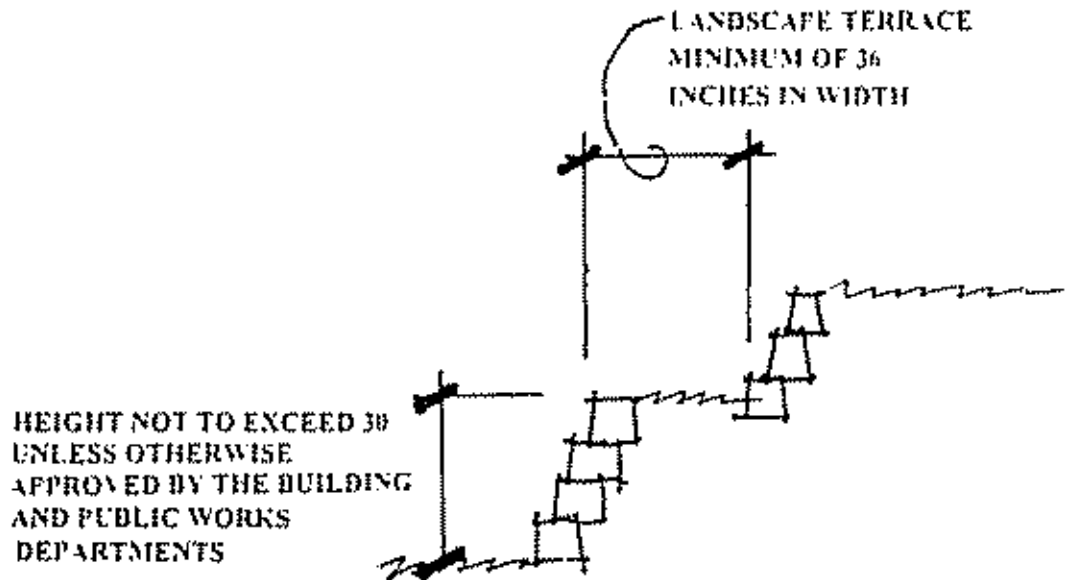 LANDSCAPE TERRACE
MINIMUM OF 36
INCHES IN WIDTH
HEIGHT NOT TO EXCEED 30
UNLESS OTHERWISE
APPROVED BY THE BUILDING
AND PUBLIC WORKS
DEPARTMENTS